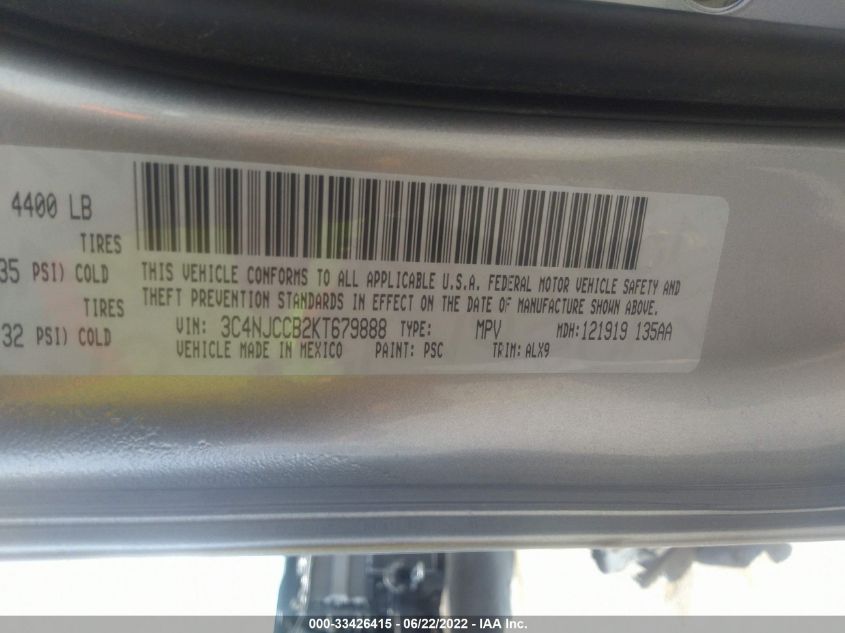 4400 LB
TIRES
35 PSI) COLD
TIRES
32 PSI) COLD
THIS VEHICLE CONFORMS TO ALL APPLICABLE U.S.A. FEDERAL MOTOR VEHICLE SAFETY AND
THEFT PREVENTION STANDARDS IN EFFECT ON THE DATE OF MANUFACTURE SHOWN ABOVE.
VIN: 3C4NJCCB2KT679888 TYPE: MPV MDH:121919 135AA
VEHICLE MADE IN MEXICO PAINT: PSC TRIM: ALX9
000-33426415 - 06/22/2022 - IAA Inc.